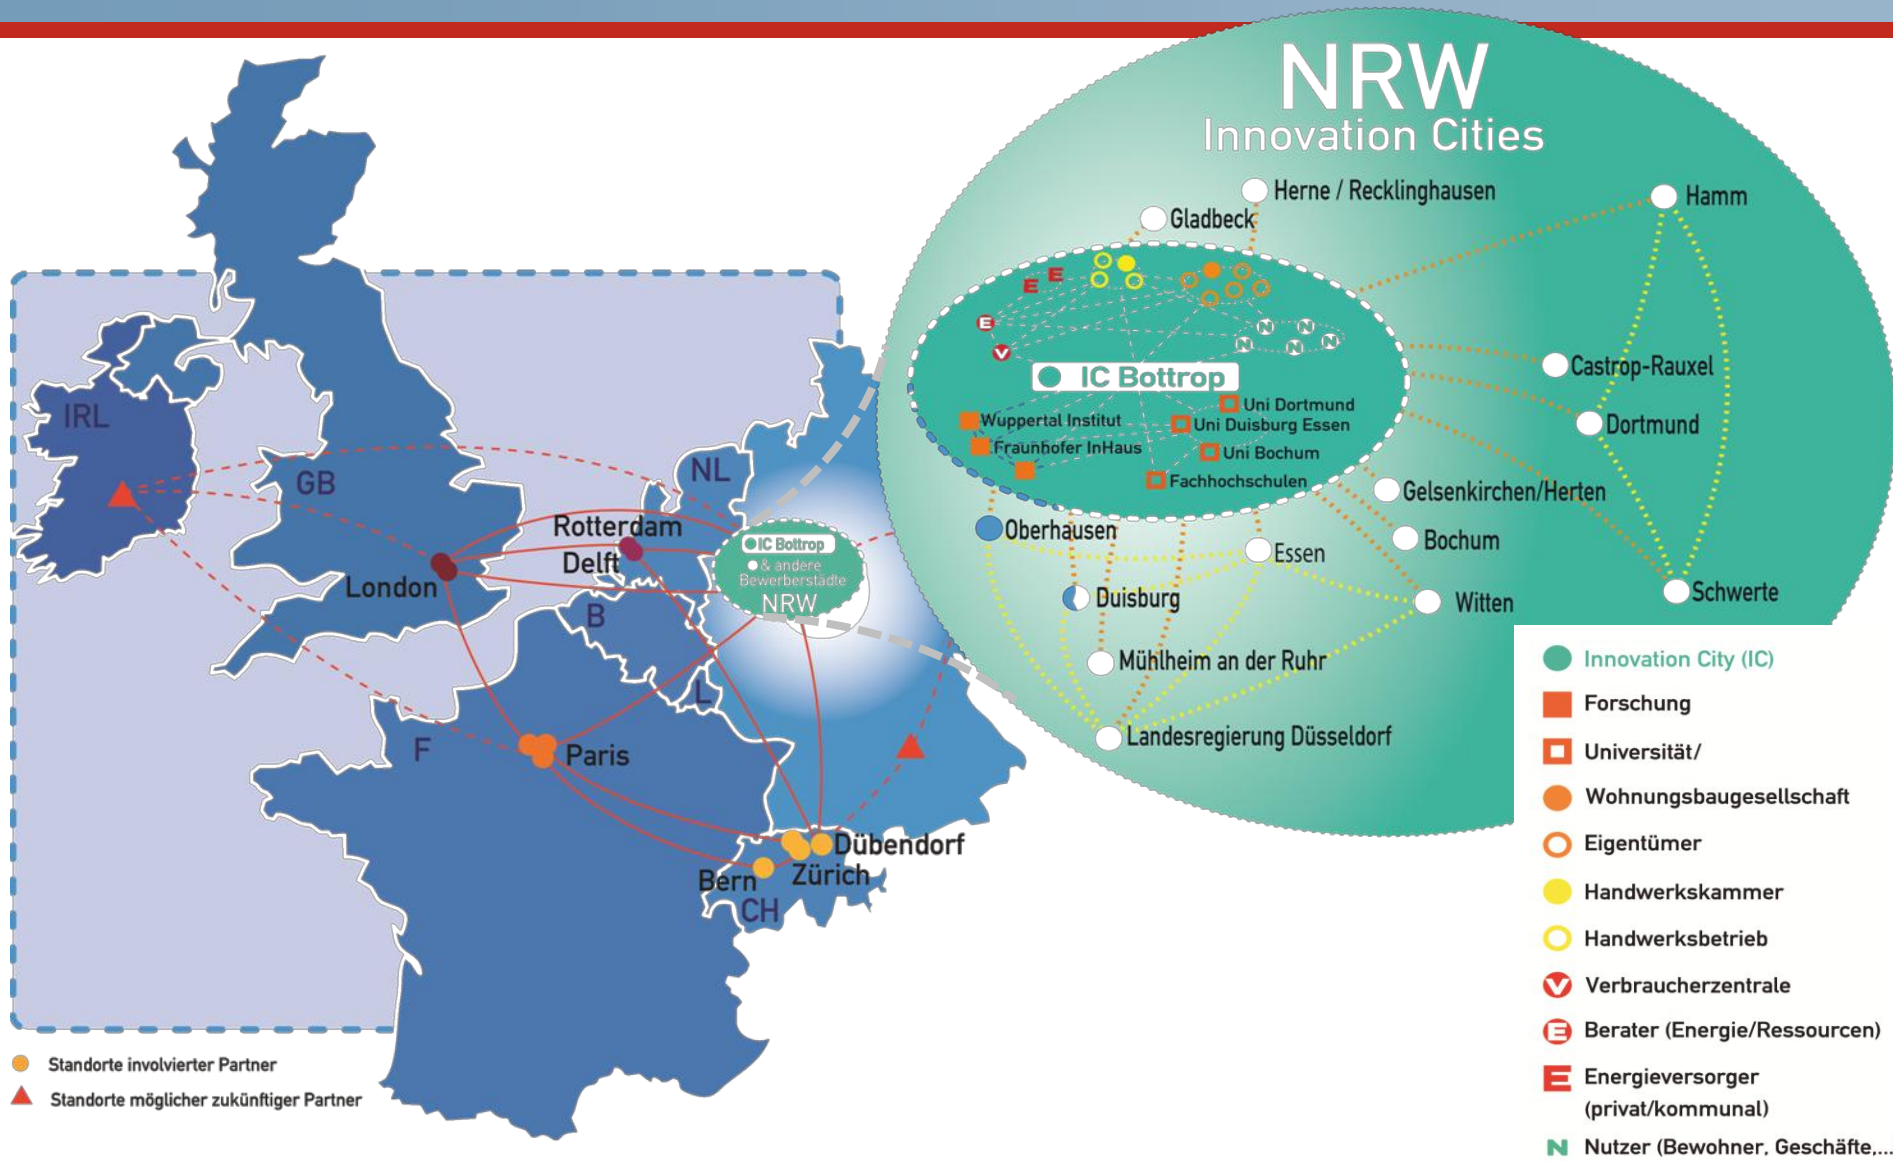 NRW
Innovation Cities
Herne / Recklinghausen
Gladbeck
Hamm
E
E
E
V
N
N
N
N
N
IC Bottrop
Castrop-Rauxel
Dortmund
Wuppertal Institut
Fraunhofer InHaus
Uni Dortmund
Uni Duisburg Essen
Uni Bochum
Fachhochschulen
Gelsenkirchen/Herten
Oberhausen
Essen
Bochum
Duisburg
Witten
Schwerte
Mühlheim an der Ruhr
Landesregierung Düsseldorf
IRL
GB
NL
Rotterdam
Delft
London
IC Bottrop
& andere
Bewerberstädte
NRW
B
L
F
Paris
Dübendorf
Zürich
Bern
CH
Standorte involvierter Partner
Standorte möglicher zukünftiger Partner
Innovation City (IC)
Forschung
Universität/
Wohnungsbaugesellschaft
Eigentümer
Handwerkskammer
Handwerksbetrieb
V Verbraucherzentrale
E Berater (Energie/Ressourcen)
E Energieversorger
(privat/kommunal)
N Nutzer (Bewohner, Geschäfte,...